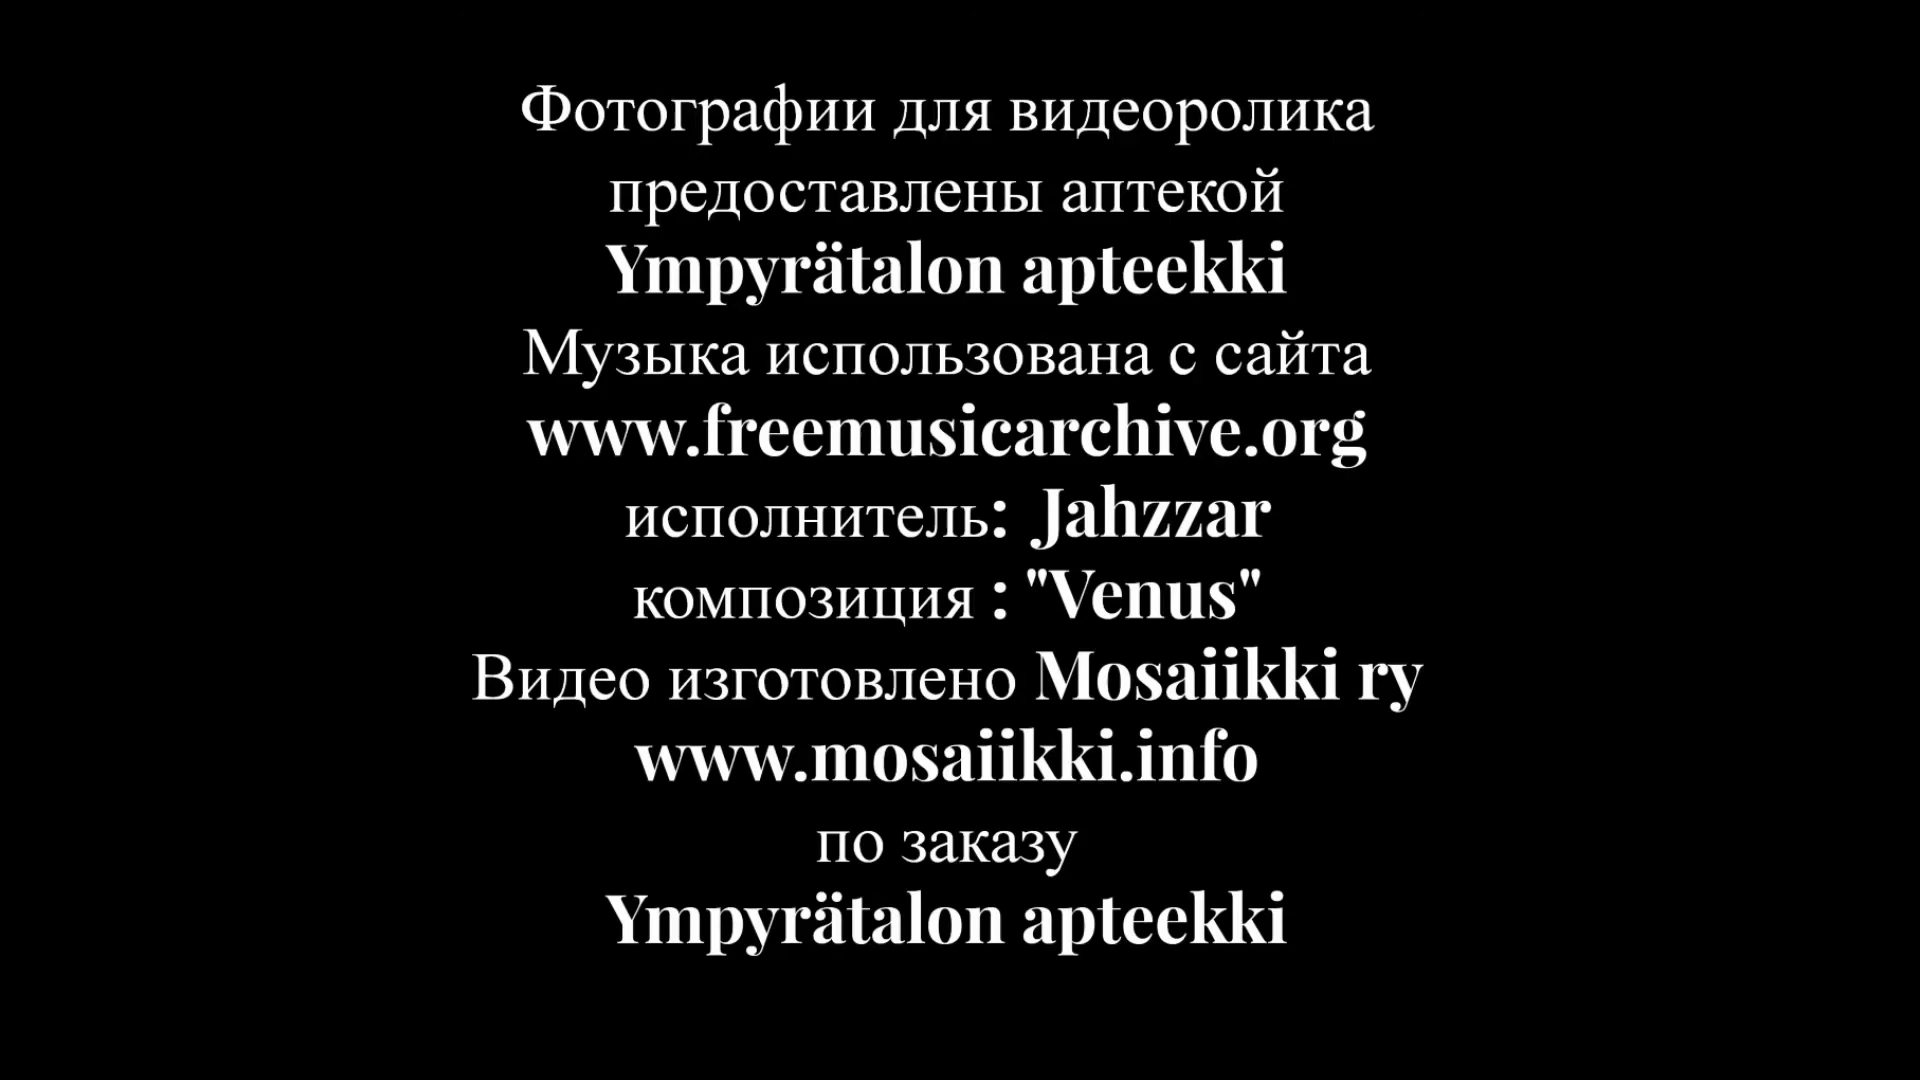 Фотографии для видеоролика
предоставлены аптекой
Ympyrätalon apteekki
Музыка использована с сайта
www.freemusicarchive.org
исполнитель: Jahzzar
композиция : "Venus"
Видео изготовлено Mosaiikki ry
www.mosaiikki.info
по заказу
Ympyrätalon apteekki